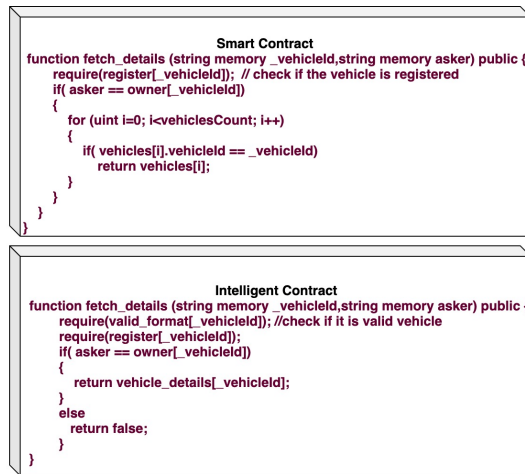 Smart Contract
function fetch_details (string memory _vehicleId,string memory asker) public {
require(register[_vehicleId]); // check if the vehicle is registered
if( asker == owner[_vehicleId])
{
for (uint i=0; i<vehiclesCount; i++)
{
if( vehicles[i].vehicleId == _vehicleId)
return vehicles[i];
}
}
}
}
Intelligent Contract
function fetch_details (string memory _vehicleId,string memory asker) public {
require(valid_format[_vehicleId]); //check if it is valid vehicle
require(register[_vehicleId]);
if( asker == owner[_vehicleId])
{
return vehicle_details[_vehicleId];
}
else
return false;
}
}